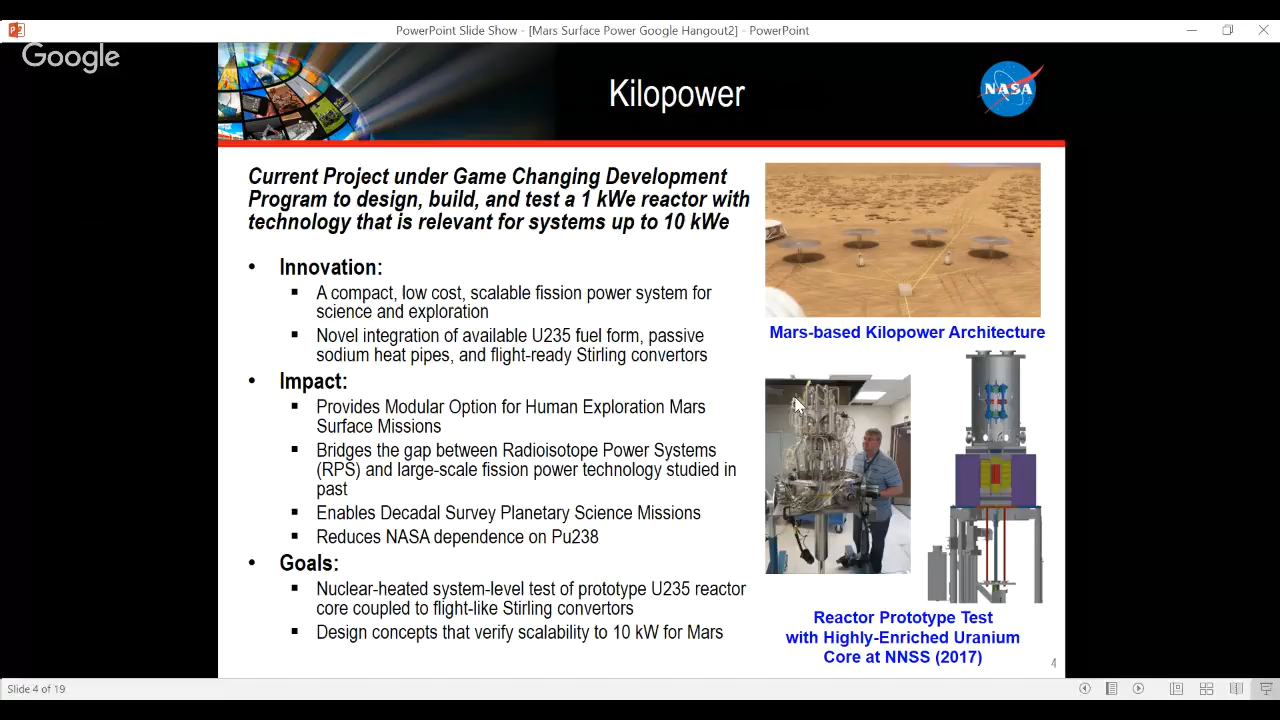 PowerPoint Slide Show - [Mars Surface Power Google Hangout2] - PowerPoint
Google
Kilopower
NASA
Current Project under Game Changing Development
Program to design, build, and test a 1 kWe reactor with
technology that is relevant for systems up to 10 kWe
• Innovation:
▪ A compact, low cost, scalable fission power system for
science and exploration
▪ Novel integration of available U235 fuel form, passive
sodium heat pipes, and flight-ready Stirling convertors
• Impact:
▪ Provides Modular Option for Human Exploration Mars
Surface Missions
▪ Bridges the gap between Radioisotope Power Systems
(RPS) and large-scale fission power technology studied in
past
▪ Enables Decadal Survey Planetary Science Missions
▪ Reduces NASA dependence on Pu238
• Goals:
▪ Nuclear-heated system-level test of prototype U235 reactor
core coupled to flight-like Stirling convertors
▪ Design concepts that verify scalability to 10 kW for Mars
Mars-based Kilopower Architecture
Reactor Prototype Test
with Highly-Enriched Uranium
Core at NNSS (2017)
4
Slide 4 of 19